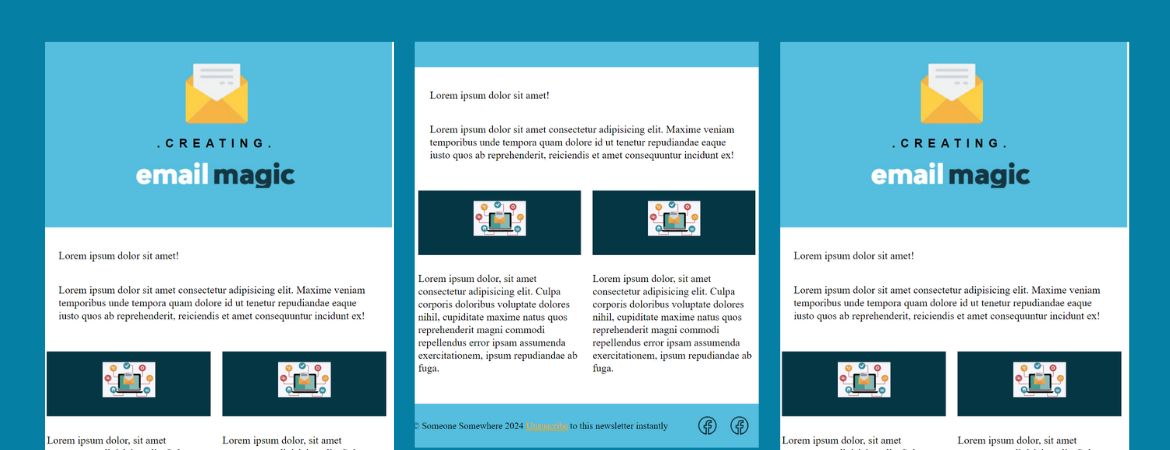 .CREATING.
email magic
Lorem ipsum dolor sit amet!
Lorem ipsum dolor sit amet consectetur adipisicing elit. Maxime veniam
temporibus unde tempora quam dolore id ut tenetur repudiandae eaque
iusto quos ab reprehenderit, reiciendis et amet consequuntur incidunt ex!
Lorem ipsum dolor, sit amet
Lorem ipsum dolor, sit amet
Lorem ipsum dolor sit amet!
Lorem ipsum dolor sit amet consectetur adipisicing elit. Maxime veniam
temporibus unde tempora quam dolore id ut tenetur repudiandae eaque
iusto quos ab reprehenderit, reiciendis et amet consequuntur incidunt ex!
Lorem ipsum dolor, sit amet
consectetur adipisicing elit. Culpa
corporis doloribus voluptate dolores
nihil, cupiditate maxime natus quos
reprehenderit magni commodi
repellendus error ipsam assumenda
exercitationem, ipsum repudiandae ab
fuga.
Lorem ipsum dolor, sit amet
consectetur adipisicing elit. Culpa
corporis doloribus voluptate dolores
nihil, cupiditate maxime natus quos
reprehenderit magni commodi
repellendus error ipsam assumenda
exercitationem, ipsum repudiandae ab
fuga.
© Someone Somewhere 2024 Unsuscribe to this newsletter instantly
.CREATING.
email magic
Lorem ipsum dolor sit amet!
Lorem ipsum dolor sit amet consectetur adipisicing elit. Maxime veniam
temporibus unde tempora quam dolore id ut tenetur repudiandae eaque
iusto quos ab reprehenderit, reiciendis et amet consequuntur incidunt ex!
Lorem ipsum dolor, sit amet
Lorem ipsum dolor, sit amet